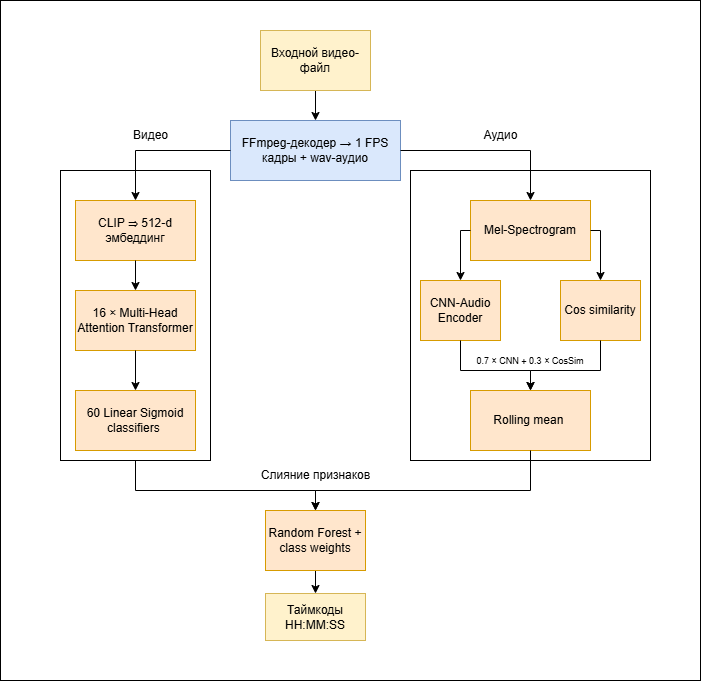 Входной видео-
файл
Видео
FFmpeg-декодер → 1 FPS
кадры + wav-аудио
Аудио
CLIP ⇒ 512-d
эмбеддинг
Mel-Spectrogram
16 × Multi-Head
Attention Transformer
CNN-Audio
Encoder
Cos similarity
0.7 × CNN + 0.3 × CosSim
60 Linear Sigmoid
classifiers
Rolling mean
Слияние признаков
Random Forest +
class weights
Таймкоды
HH:MM:SS